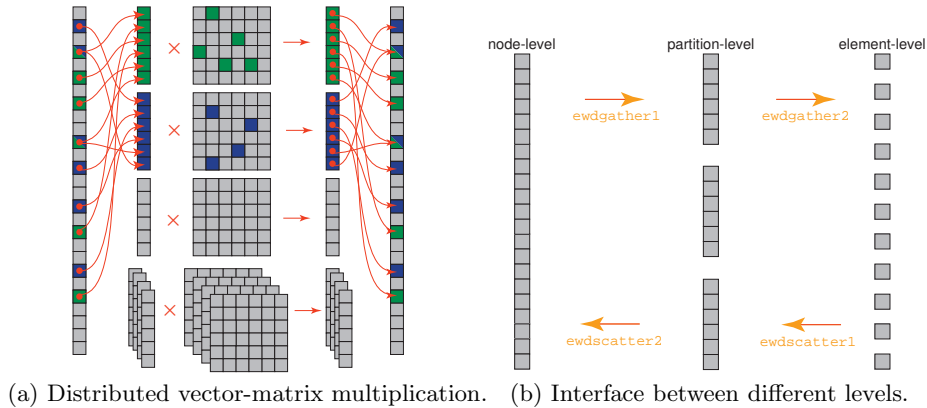 node-level
partition-level
element-level
ewdgather1
ewdgather2
ewdscatter2
ewdscatter1
(a) Distributed vector-matrix multiplication.
(b) Interface between different levels.